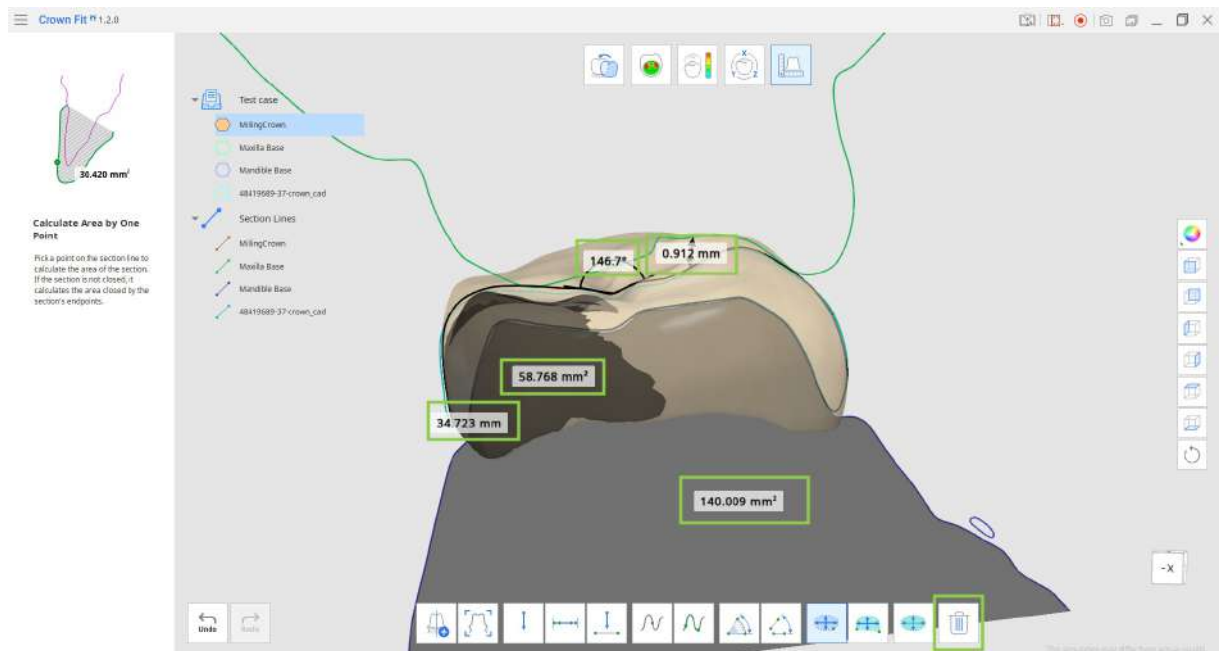 Crown Fit 1.2.0
30.420 mm²
Calculate Area by One
Point
Pick a point on the section line to
calculate the area of the section.
If the section is not closed, it
calculates the area closed by the
section's endpoints.
Test case
MillingCrown
Maxilla Base
Mandible Base
48419689-37-crown_cad
Section Lines
MillingCrown
Maxilla Base
Mandible Base
48419689-37-crown_cad
X
Z
146.7°
0.912 mm
58.768 mm²
34.723 mm
140.009 mm²
-X
Undo
Redo